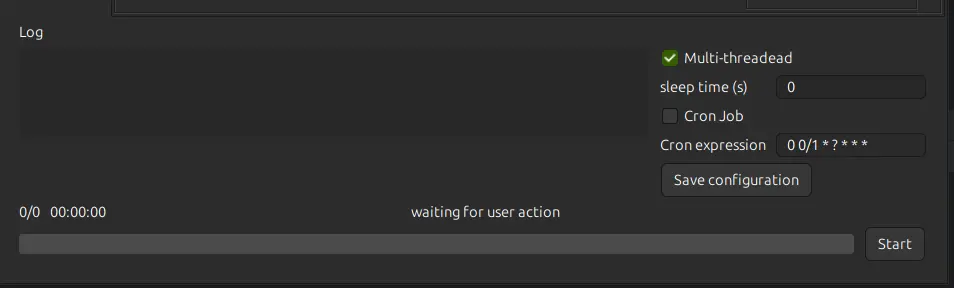 Log
Multi-threadead
sleep time (s) 0
Cron Job
Cron expression 0 0/1 * ? * * *
Save configuration
0/0 00:00:00 waiting for user action
Start